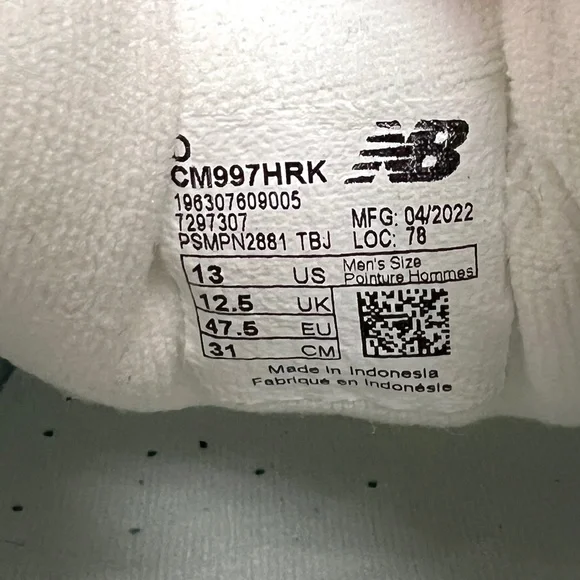 D
CM997HRK
NB
196307609005
7297307
MFG: 04/2022
PSMPN2881 TBJ
LOC: 78
13 US Men's Size
Pointure Hommes
12.5 UK
47.5 EU
31 CM
Made in Indonesia
Fabriqué en Indonésie